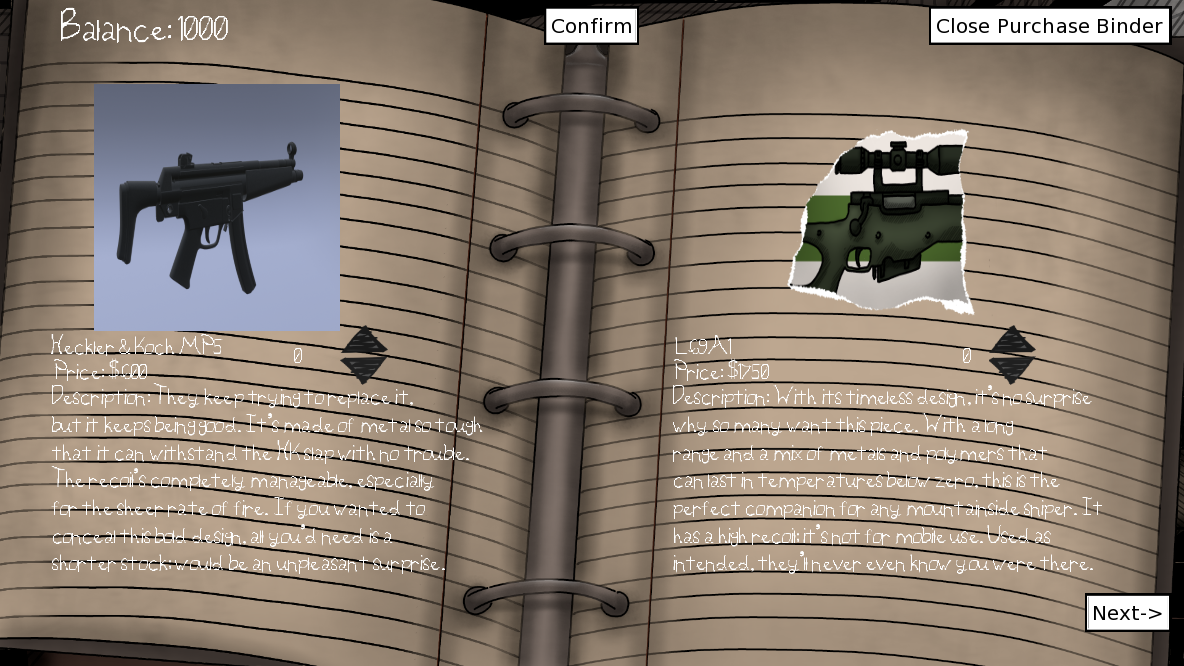 Balance: 1000
Confirm
Close Purchase Binder
Heckler & Koch MP5
0
Price: $600
Description: They keep trying to replace it,
but it keeps being good. It's made of metal so tough
that it can withstand the HK slap with no trouble.
The recoil's completely manageable, especially
for the sheer rate of fire. If you wanted to
conceal this bold design, all you'd need is a
shorter stock; would be an unpleasant surprise.
L69A1
0
Price: $1750
Description: With its timeless design, it's no surprise
why so many want this piece. With a long
range and a mix of metals and polymers that
can last in temperatures below zero, this is the
perfect companion for any mountainside sniper. It
has a high recoil; it's not for mobile use. Used as
intended, they'll never even know you were there.
Next->